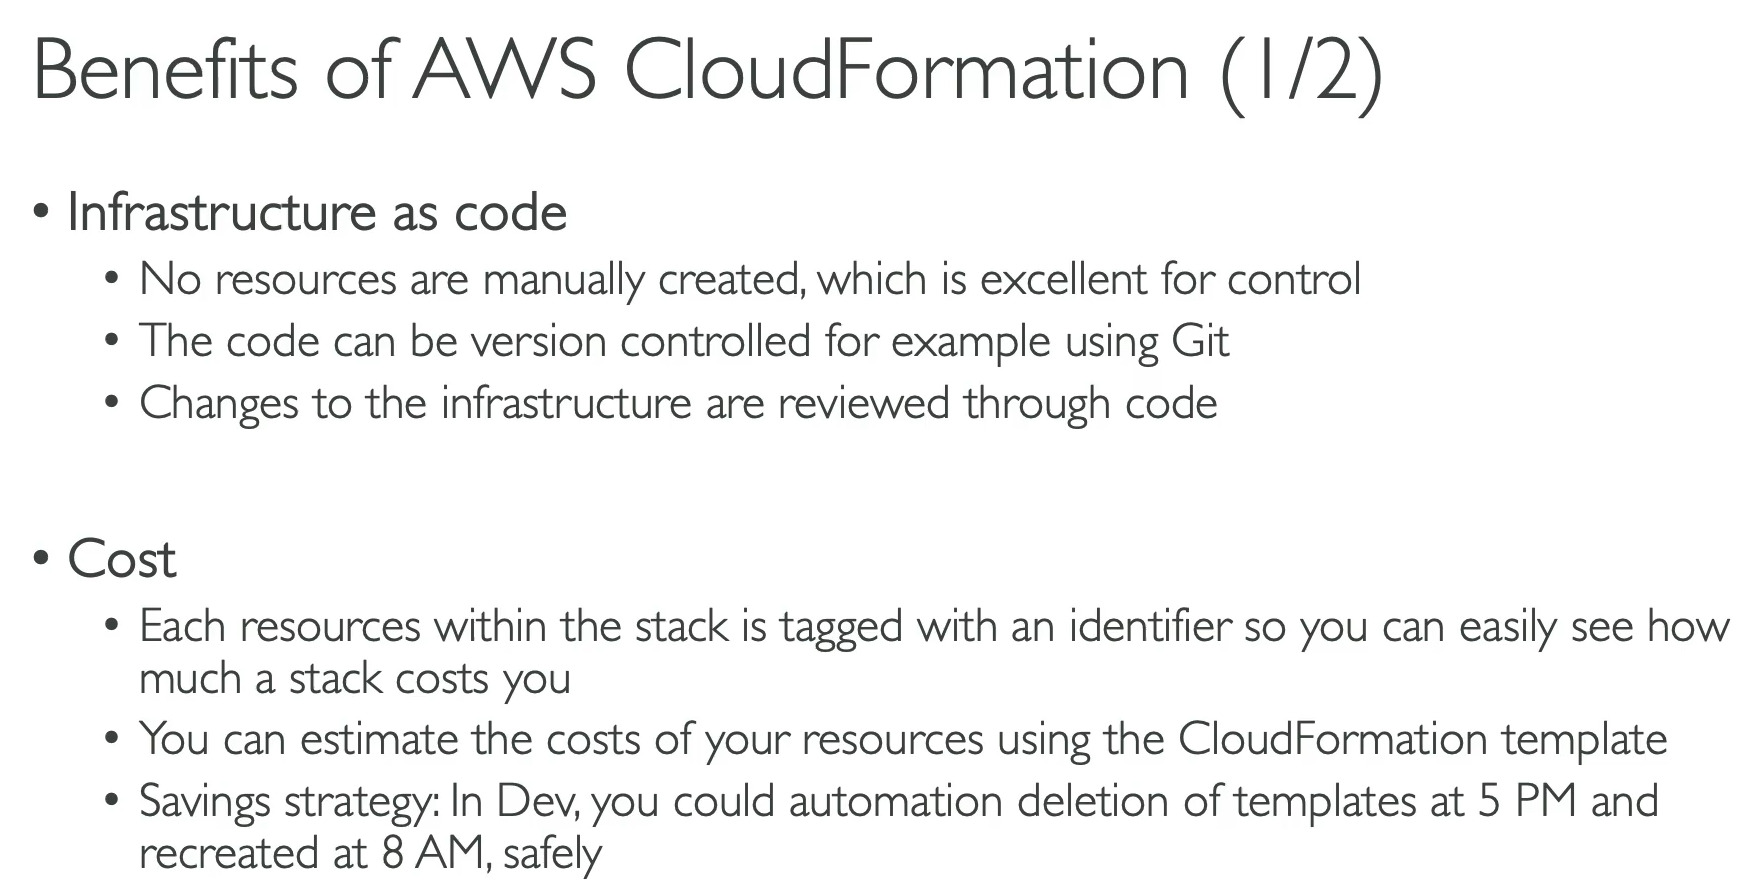 Benefits of AWS CloudFormation (1/2)
• Infrastructure as code
• No resources are manually created, which is excellent for control
• The code can be version controlled for example using Git
• Changes to the infrastructure are reviewed through code
• Cost
• Each resources within the stack is tagged with an identifier so you can easily see how
much a stack costs you
• You can estimate the costs of your resources using the CloudFormation template
• Savings strategy: In Dev, you could automation deletion of templates at 5 PM and
recreated at 8 AM, safely